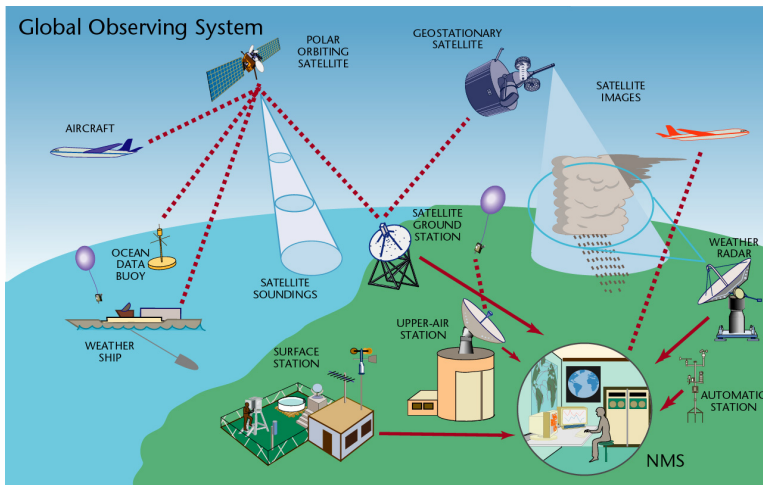 Global Observing System
POLAR
ORBITING
SATELLITE
GEOSTATIONARY
SATELLITE
SATELLITE
IMAGES
AIRCRAFT
OCEAN
DATA
BUOY
SATELLITE
SOUNDINGS
SATELLITE
GROUND
STATION
WEATHER
RADAR
WEATHER
SHIP
UPPER-AIR
STATION
SURFACE
STATION
AUTOMATIC
STATION
NMS